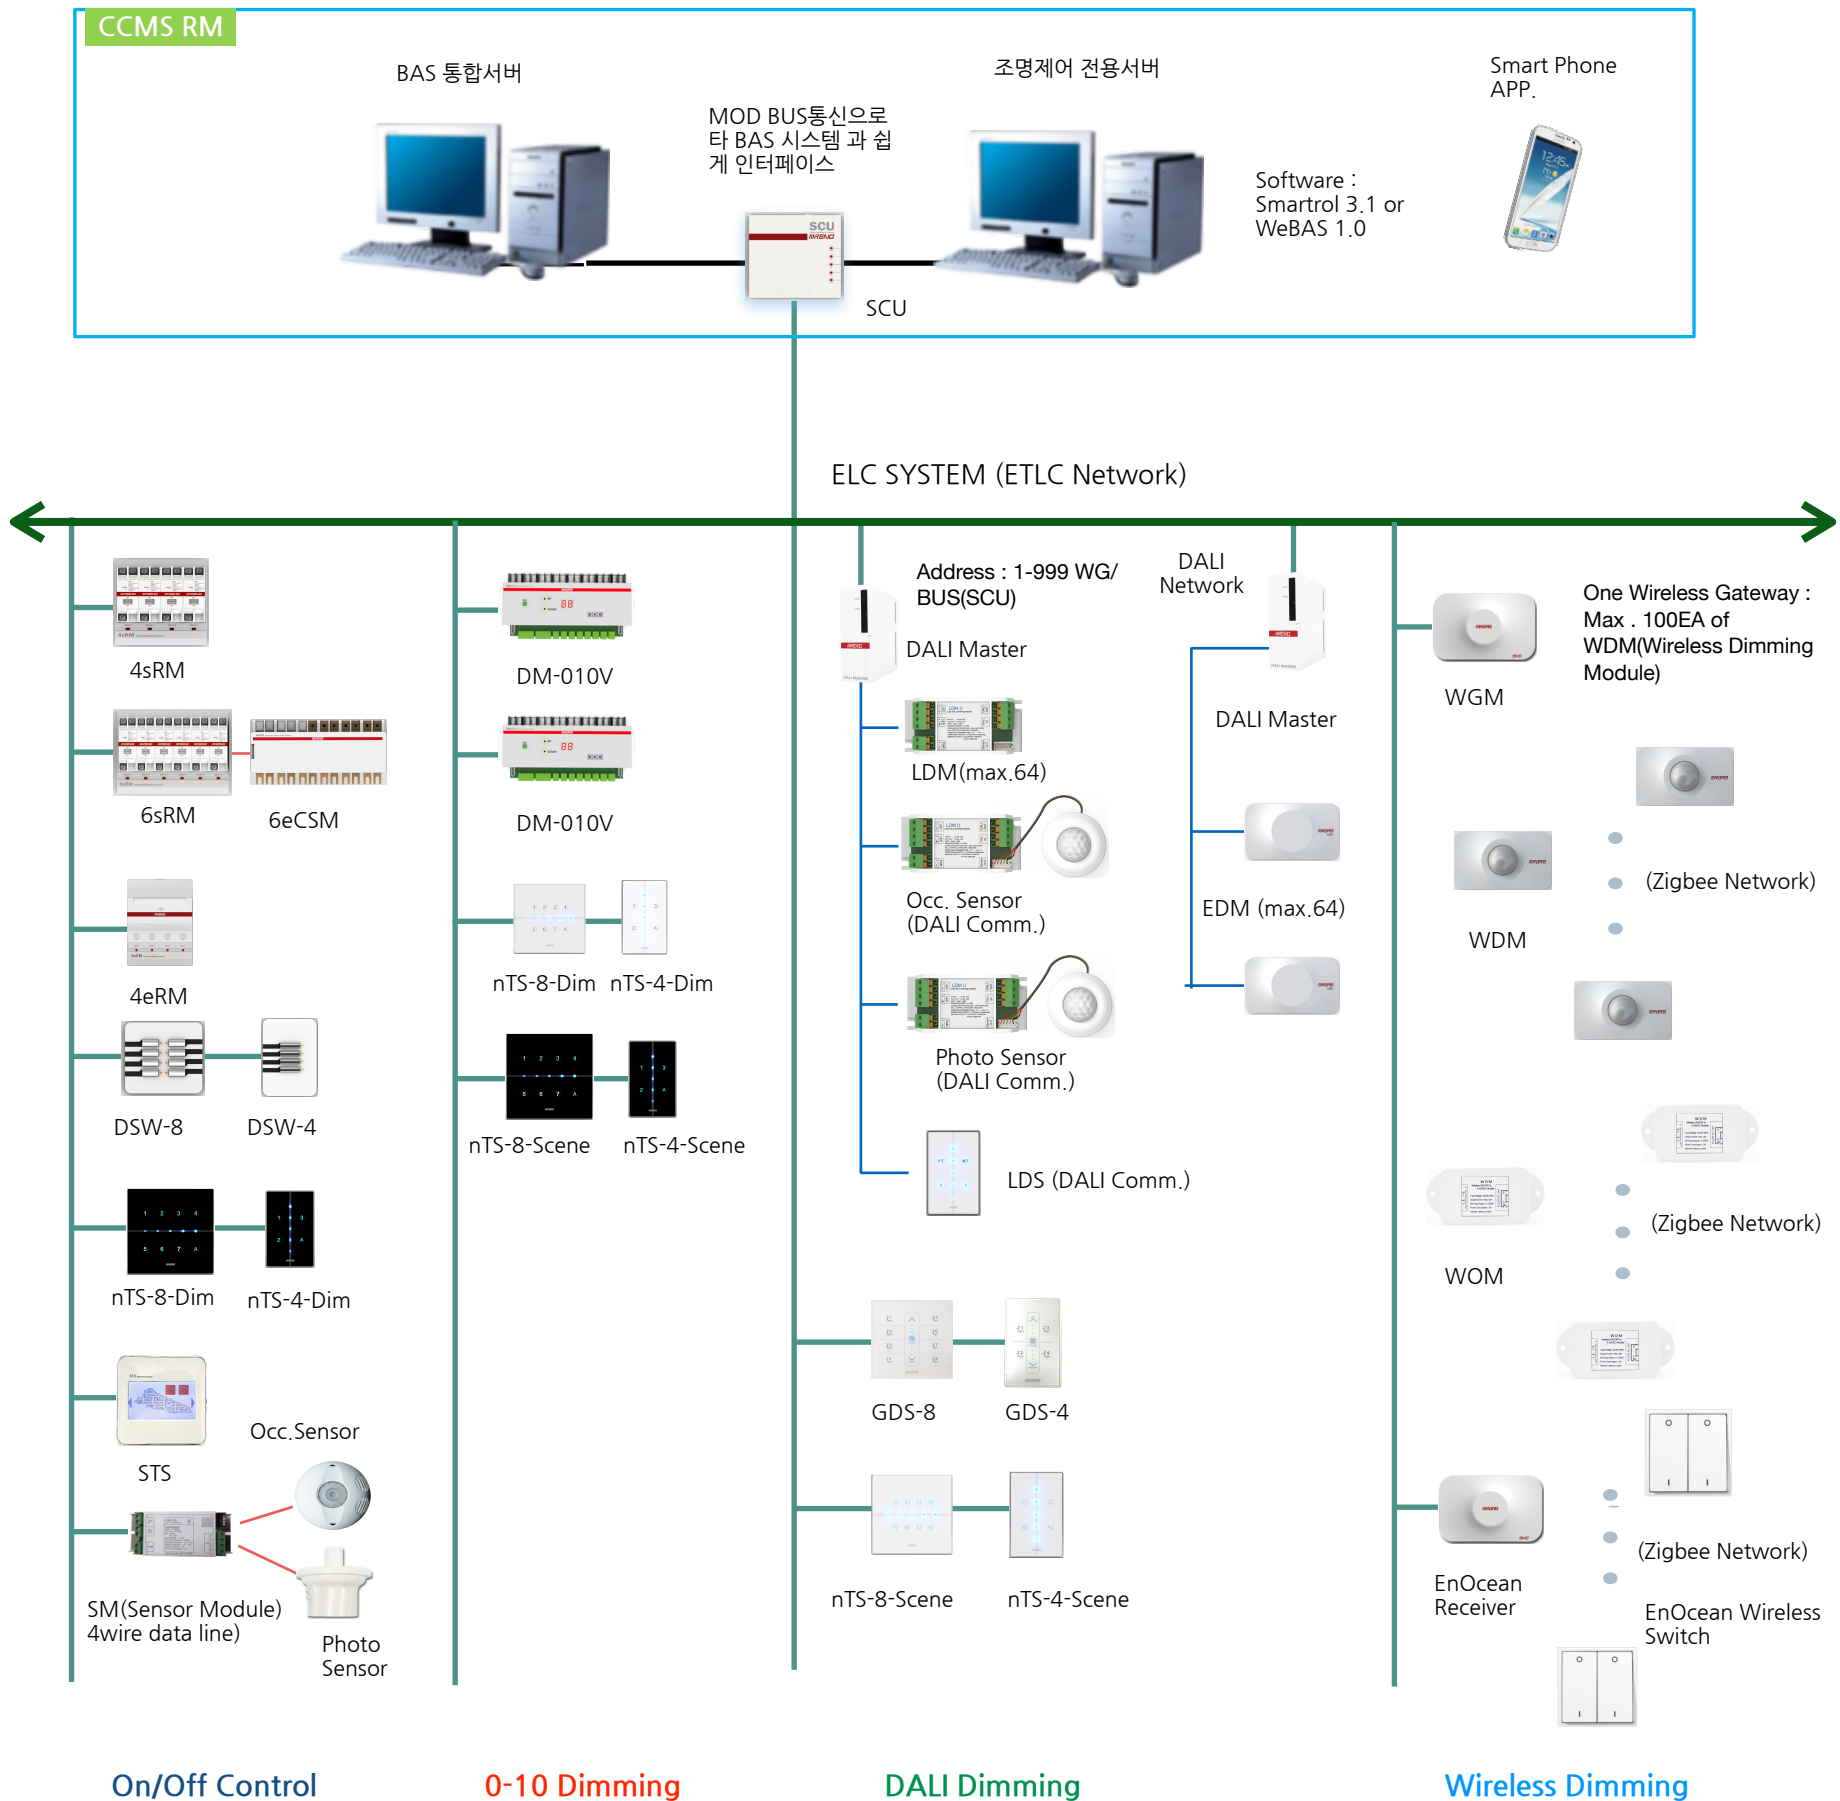 CCMS RM
BAS 통합서버
MOD BUS통신으로
타 BAS 시스템 과 쉽
게 인터페이스
조명제어 전용서버
Smart Phone
APP.
Software :
Smartrol 3.1 or
WeBAS 1.0
SCU
SCU
ELC SYSTEM (ETLC Network)
4sRM
6sRM
6eCSM
4eRM
DSW-8
DSW-4
nTS-8-Dim
nTS-4-Dim
STS
Occ.Sensor
SM(Sensor Module)
4wire data line)
Photo
Sensor
DM-010V
DM-010V
nTS-8-Dim
nTS-4-Dim
nTS-8-Scene
nTS-4-Scene
Address : 1-999 WG/
BUS(SCU)
DALI Master
DALI MASTER
LDM(max.64)
Occ. Sensor
(DALI Comm.)
Photo Sensor
(DALI Comm.)
LDS (DALI Comm.)
GDS-8
GDS-4
nTS-8-Scene
nTS-4-Scene
DALI
Network
DALI MASTER
DALI Master
EDM (max.64)
One Wireless Gateway :
Max . 100EA of
WDM(Wireless Dimming
Module)
WGM
WDM
(Zigbee Network)
WOM
(Zigbee Network)
EnOcean
Receiver
(Zigbee Network)
EnOcean Wireless
Switch
On/Off Control
0-10 Dimming
DALI Dimming
Wireless Dimming